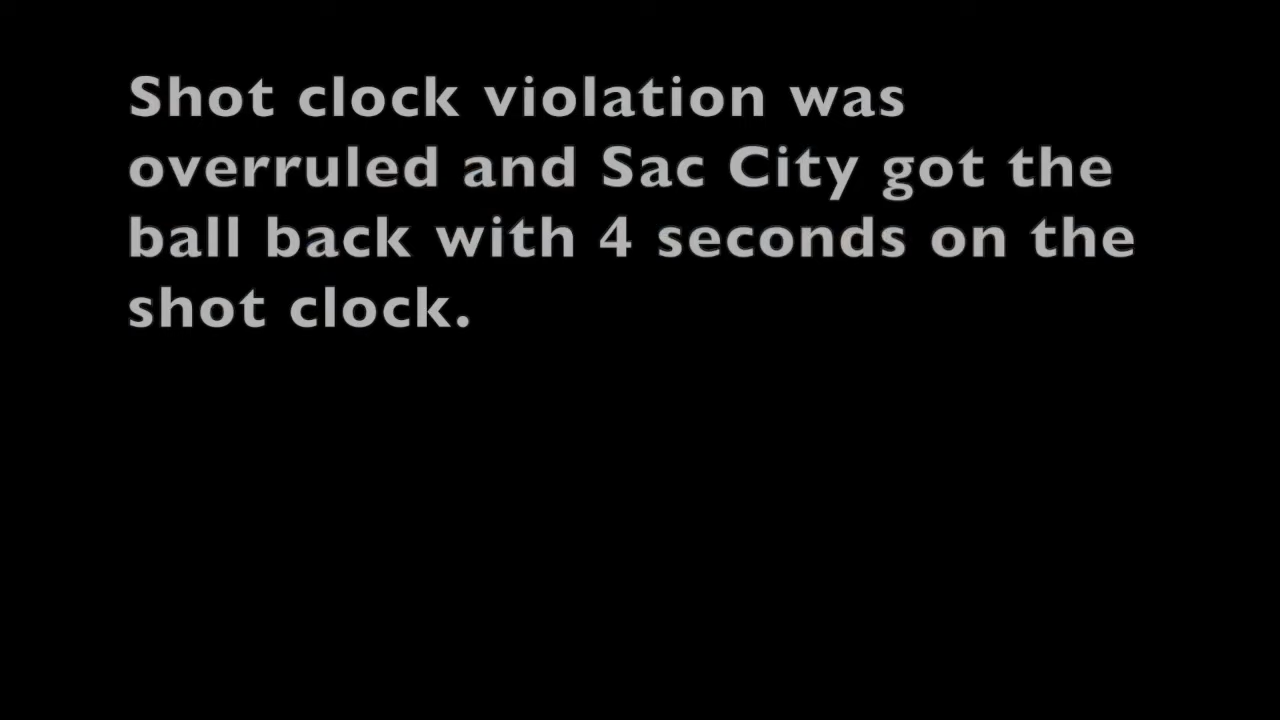 Shot clock violation was
overruled and Sac City got the
ball back with 4 seconds on the
shot clock.